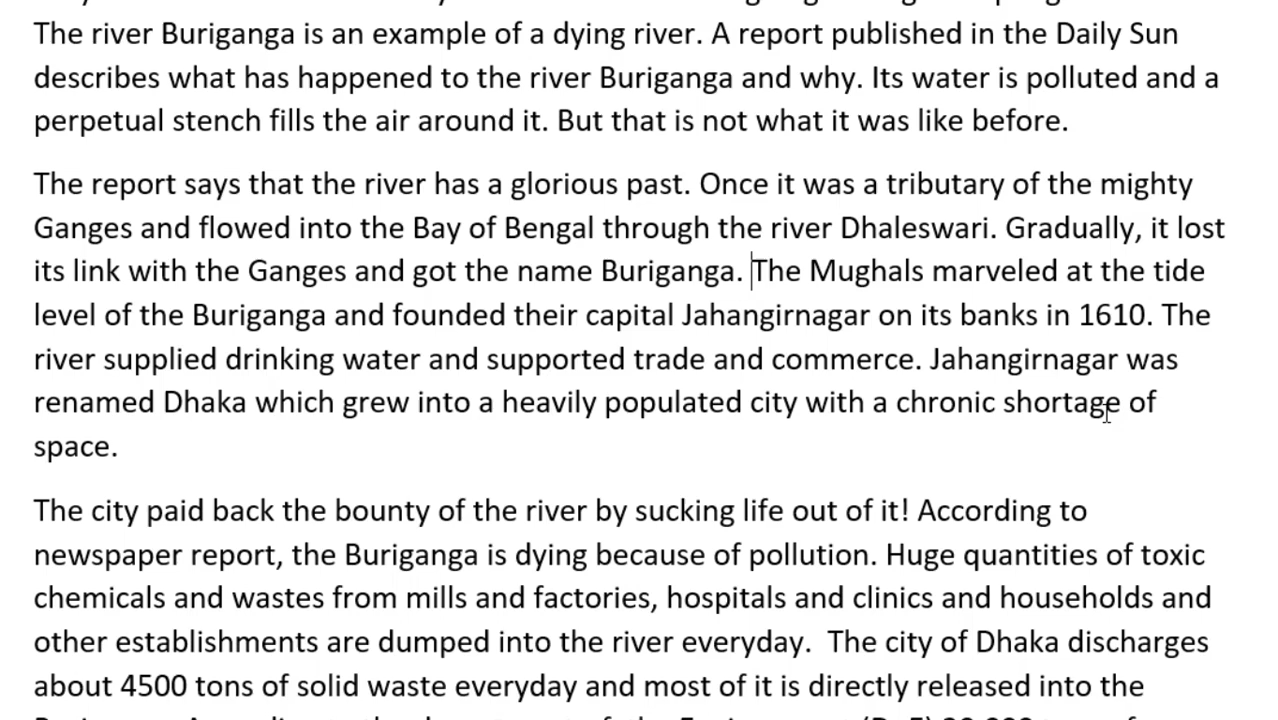 The river Buriganga is an example of a dying river. A report published in the Daily Sun
describes what has happened to the river Buriganga and why. Its water is polluted and a
perpetual stench fills the air around it. But that is not what it was like before.
The report says that the river has a glorious past. Once it was a tributary of the mighty
Ganges and flowed into the Bay of Bengal through the river Dhaleswari. Gradually, it lost
its link with the Ganges and got the name Buriganga. The Mughals marveled at the tide
level of the Buriganga and founded their capital Jahangirnagar on its banks in 1610. The
river supplied drinking water and supported trade and commerce. Jahangirnagar was
renamed Dhaka which grew into a heavily populated city with a chronic shortage of
space.
The city paid back the bounty of the river by sucking life out of it! According to
newspaper report, the Buriganga is dying because of pollution. Huge quantities of toxic
chemicals and wastes from mills and factories, hospitals and clinics and households and
other establishments are dumped into the river everyday.  The city of Dhaka discharges
about 4500 tons of solid waste everyday and most of it is directly released into the